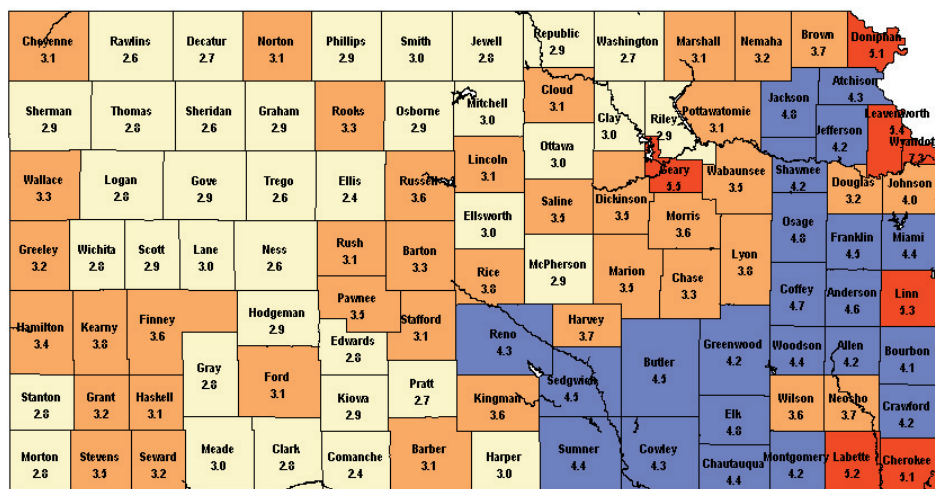 Cheyenne
3.1
Rawlins
2.6
Decatur
2.7
Norton
3.1
Phillips
2.9
Smith
3.0
Jewell
2.8
Republic
2.9
Washington
2.7
Marshall
3.1
Nemaha
3.2
Brown
3.7
Doniphan
5.1
Sherman
2.9
Thomas
2.8
Sheridan
2.6
Graham
2.9
Rooks
3.3
Osborne
2.9
Mitchell
3.0
Cloud
3.1
Clay
3.0
Riley
2.9
Pottawatomie
3.1
Jackson
4.8
Atchison
4.3
Jefferson
4.2
Leavenworth
5.4
Wyandot
7.3
Wallace
3.3
Logan
2.8
Gove
2.9
Trego
2.6
Ellis
2.4
Russell
3.6
Lincoln
3.1
Ottawa
3.0
Ellsworth
3.0
Saline
3.5
Dickinson
3.5
Geary
5.5
Wabaunsee
3.5
Shawnee
4.2
Douglas
3.2
Johnson
4.0
Morris
3.6
Osage
4.8
Franklin
4.5
Miami
4.4
Greeley
3.2
Wichita
2.8
Scott
2.9
Lane
3.0
Ness
2.6
Rush
3.1
Barton
3.3
Rice
3.8
McPherson
2.9
Marion
3.5
Chase
3.3
Lyon
3.8
Coffey
4.7
Anderson
4.6
Linn
5.3
Hamilton
3.4
Kearny
3.8
Finney
3.6
Hodgeman
2.9
Pawnee
3.5
Stafford
3.1
Edwards
2.8
Reno
4.3
Harvey
3.7
Butler
4.5
Greenwood
4.2
Woodson
4.4
Allen
4.2
Bourbon
4.1
Gray
2.8
Ford
3.1
Kiowa
2.9
Pratt
2.7
Kingman
3.6
Sedgwick
4.5
Elk
4.8
Wilson
3.6
Neocho
3.7
Crawford
4.2
Stanton
2.8
Grant
3.2
Haskell
3.1
Morton
2.8
Stevens
3.5
Seward
3.2
Meade
3.0
Clark
2.8
Comanche
2.4
Barber
3.1
Harper
3.0
Sumner
4.4
Cowley
4.3
Chautauqua
4.4
Montgomery
4.2
Labette
5.2
Cherokee
5.1